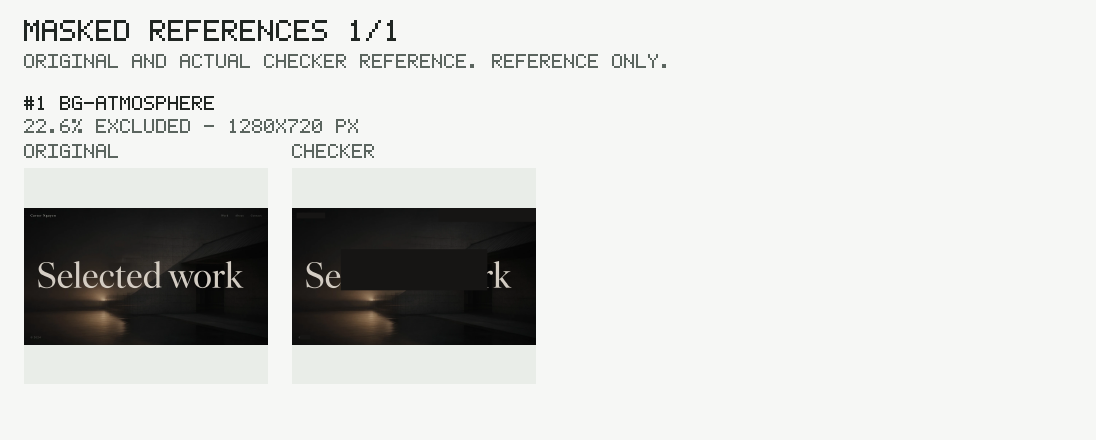 MASKED REFERENCES 1/1
ORIGINAL AND ACTUAL CHECKER REFERENCE. REFERENCE ONLY.
#1 BG-ATMOSPHERE
22.6% EXCLUDED - 1280X720 PX
ORIGINAL CHECKER
Selected work
Se rk